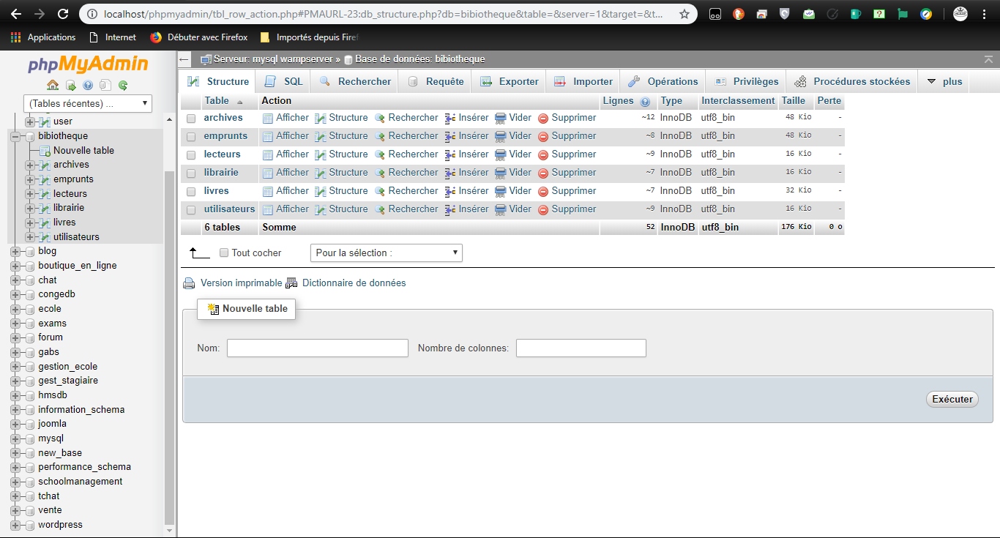 localhost/phpmyadmin/tbl_row_action.php#PMAURL-23:db_structure.php?db=bibiotheque&table=&server=1&target=&t...
Applications Internet Débuter avec Firefox Importés depuis Firef
phpMyAdmin
(Tables récentes) ...
user
bibiotheque
Nouvelle table
archives
emprunts
lecteurs
librairie
livres
utilisateurs
blog
boutique_en_ligne
chat
congedb
ecole
exams
forum
gabs
gestion_ecole
gest_stagiaire
hmsdb
information_schema
joomla
mysql
new_base
performance_schema
schoolmanagement
tchat
vente
wordpress
Serveur: mysql wampserver » Base de données: bibiotheque
Structure SQL Rechercher Requête Exporter Importer Opérations Privilèges Procédures stockées plus
Table Action Lignes Type Interclassement Taille Perte
archives Afficher Structure Rechercher Insérer Vider Supprimer ~12 InnoDB utf8_bin 48 Kio -
emprunts Afficher Structure Rechercher Insérer Vider Supprimer ~8 InnoDB utf8_bin 48 Kio -
lecteurs Afficher Structure Rechercher Insérer Vider Supprimer ~9 InnoDB utf8_bin 16 Kio -
librairie Afficher Structure Rechercher Insérer Vider Supprimer ~7 InnoDB utf8_bin 16 Kio -
livres Afficher Structure Rechercher Insérer Vider Supprimer ~7 InnoDB utf8_bin 32 Kio -
utilisateurs Afficher Structure Rechercher Insérer Vider Supprimer ~9 InnoDB utf8_bin 16 Kio -
6 tables Somme 52 InnoDB utf8_bin 176 Kio 0 o
Tout cocher Pour la sélection :
Version imprimable Dictionnaire de données
Nouvelle table
Nom: Nombre de colonnes:
Exécuter